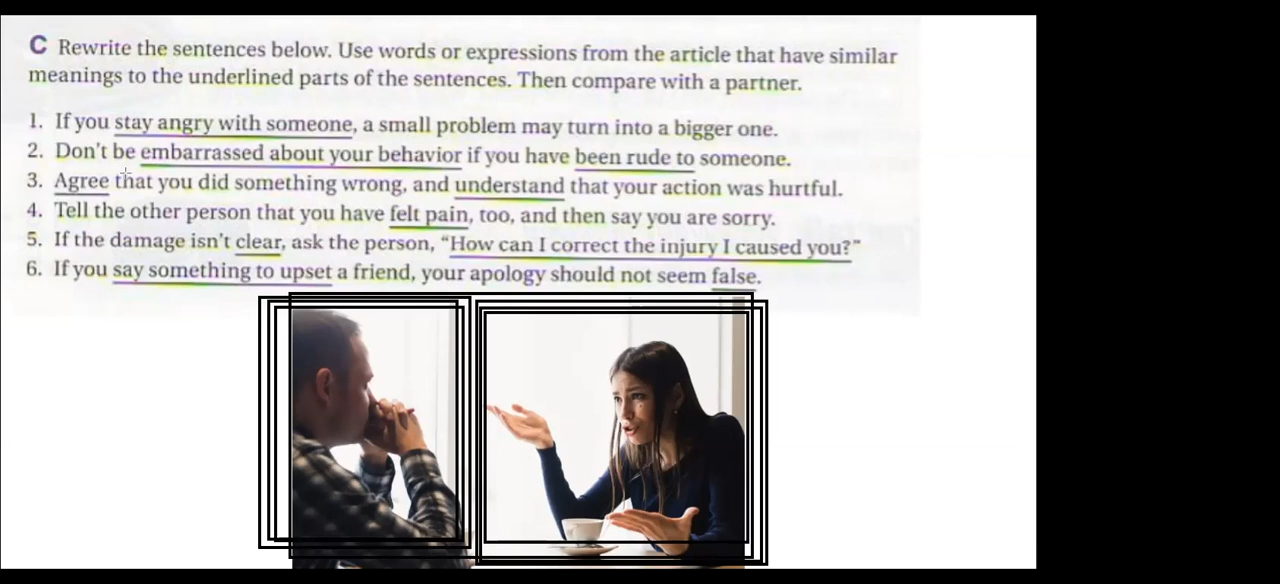 C Rewrite the sentences below. Use words or expressions from the article that have similar
meanings to the underlined parts of the sentences. Then compare with a partner.
1. If you stay angry with someone, a small problem may turn into a bigger one.
2. Don't be embarrassed about your behavior if you have been rude to someone.
3. Agree that you did something wrong, and understand that your action was hurtful.
4. Tell the other person that you have felt pain, too, and then say you are sorry.
5. If the damage isn't clear, ask the person, "How can I correct the injury I caused you?"
6. If you say something to upset a friend, your apology should not seem false.